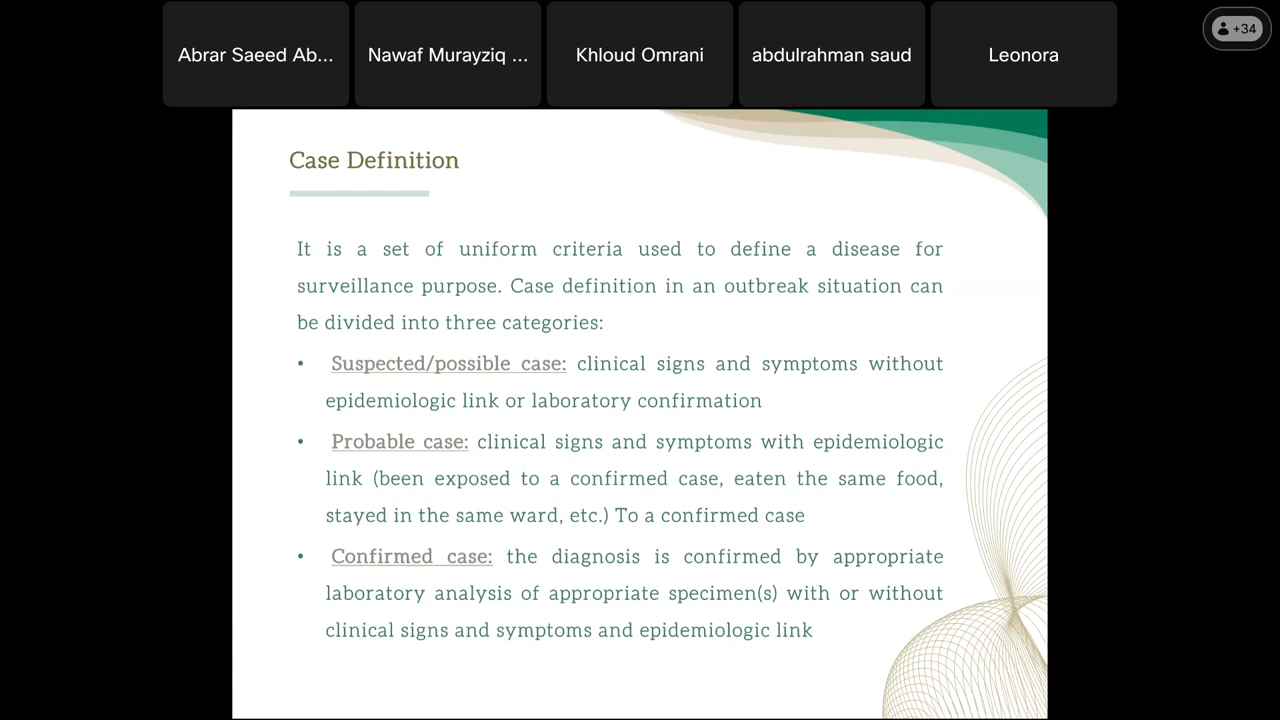 Abrar Saeed Ab...
Nawaf Murayziq ...
Khloud Omrani
abdulrahman saud
Leonora
+34
Case Definition
It is a set of uniform criteria used to define a disease for
surveillance purpose. Case definition in an outbreak situation can
be divided into three categories:
• Suspected/possible case: clinical signs and symptoms without
epidemiologic link or laboratory confirmation
• Probable case: clinical signs and symptoms with epidemiologic
link (been exposed to a confirmed case, eaten the same food,
stayed in the same ward, etc.) To a confirmed case
• Confirmed case: the diagnosis is confirmed by appropriate
laboratory analysis of appropriate specimen(s) with or without
clinical signs and symptoms and epidemiologic link